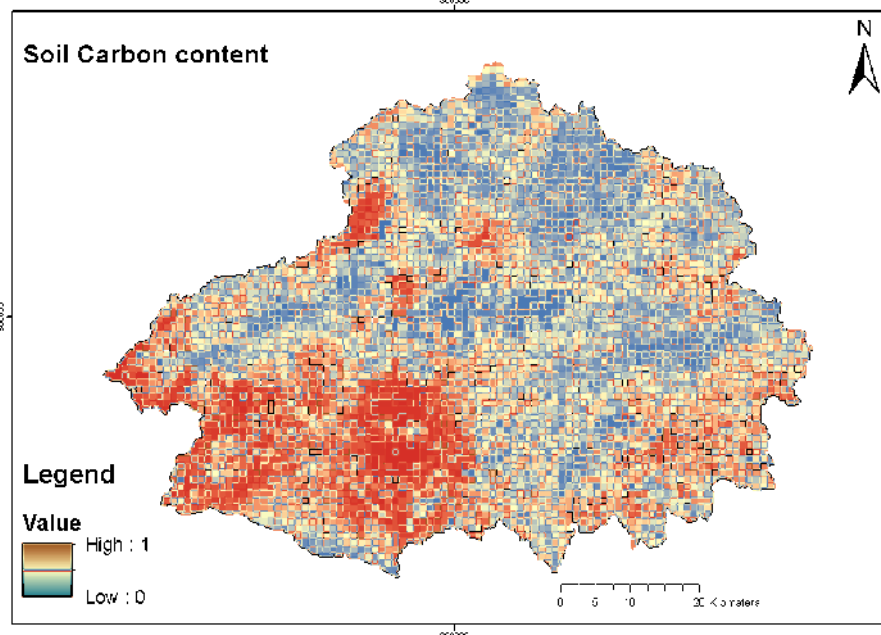 Soil Carbon content
N
Legend
Value
High : 1
Low : 0
0 5 10 20